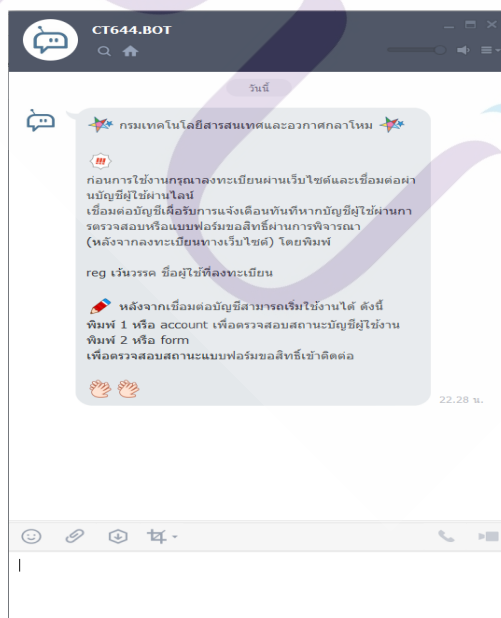 CT644.BOT
วันนี้
กรมเทคโนโลยีสารสนเทศและอวกาศกลาโหม
!!!
ก่อนการใช้งานกรุณาลงทะเบียนผ่านเว็บไซต์และเชื่อมต่อผ่า
นบัญชีผู้ใช้ผ่านไลน์
เชื่อมต่อบัญชีเผื่อรับการแจ้งเตือนทันทีหากบัญชีผู้ใช้ผ่านกา
รตรวจสอบหรือแบบฟอร์มขอสิทธิ์ผ่านการพิจารณา
(หลังจากลงทะเบียนทางเว็บไซต์) โดยพิมพ์
reg เว้นวรรค ชื่อผู้ใช้ที่ลงทะเบียน
หลังจากเชื่อมต่อบัญชีสามารถเริ่มใช้งานได้ ดังนี้
พิมพ์ 1 หรือ account เพื่อตรวจสอบสถานะบัญชีผู้ใช้งาน
พิมพ์ 2 หรือ form
เพื่อตรวจสอบสถานะแบบฟอร์มขอสิทธิ์เข้าติดต่อ
22.28 น.